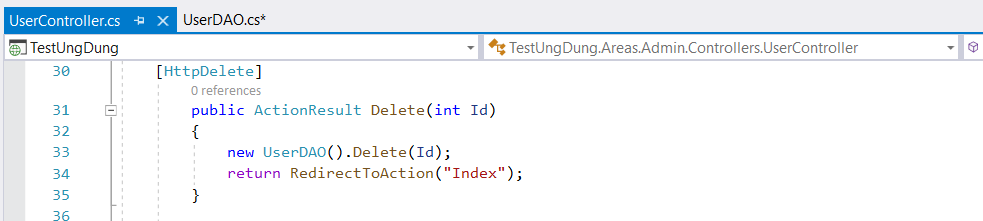 UserController.cs UserDAO.cs*
TestUngDung TestUngDung.Areas.Admin.Controllers.UserController
30 [HttpDelete]
0 references
31 public ActionResult Delete(int Id)
32 {
33 new UserDAO().Delete(Id);
34 return RedirectToAction("Index");
35 }
36